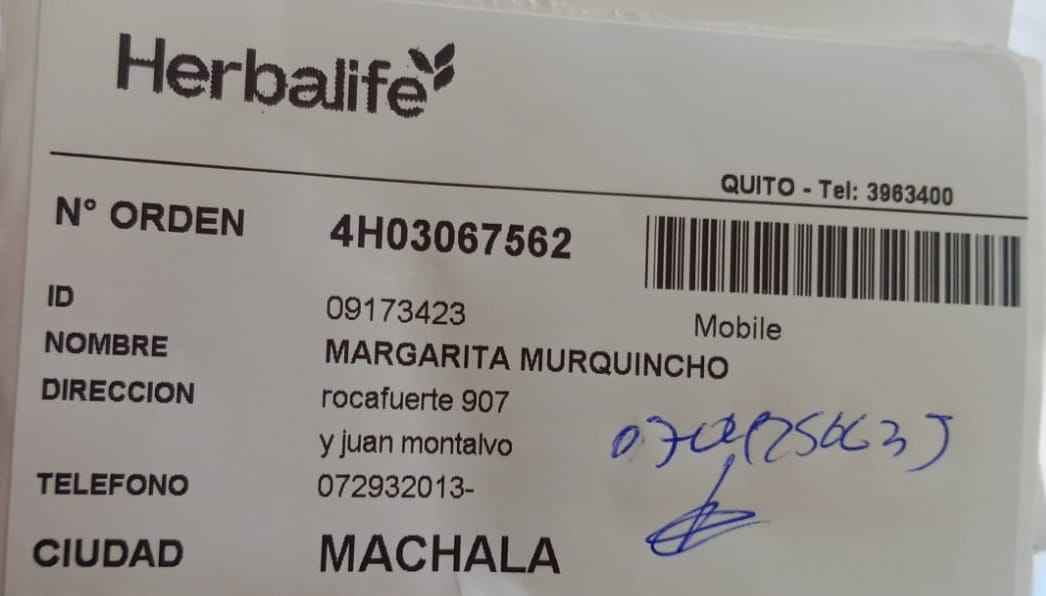 Herbalife
QUITO - Tel: 3963400
N° ORDEN 4H03067562
ID 09173423
Mobile
NOMBRE MARGARITA MURQUINCHO
DIRECCION rocafuerte 907
y juan montalvo
TELEFONO 072932013-
CIUDAD MACHALA